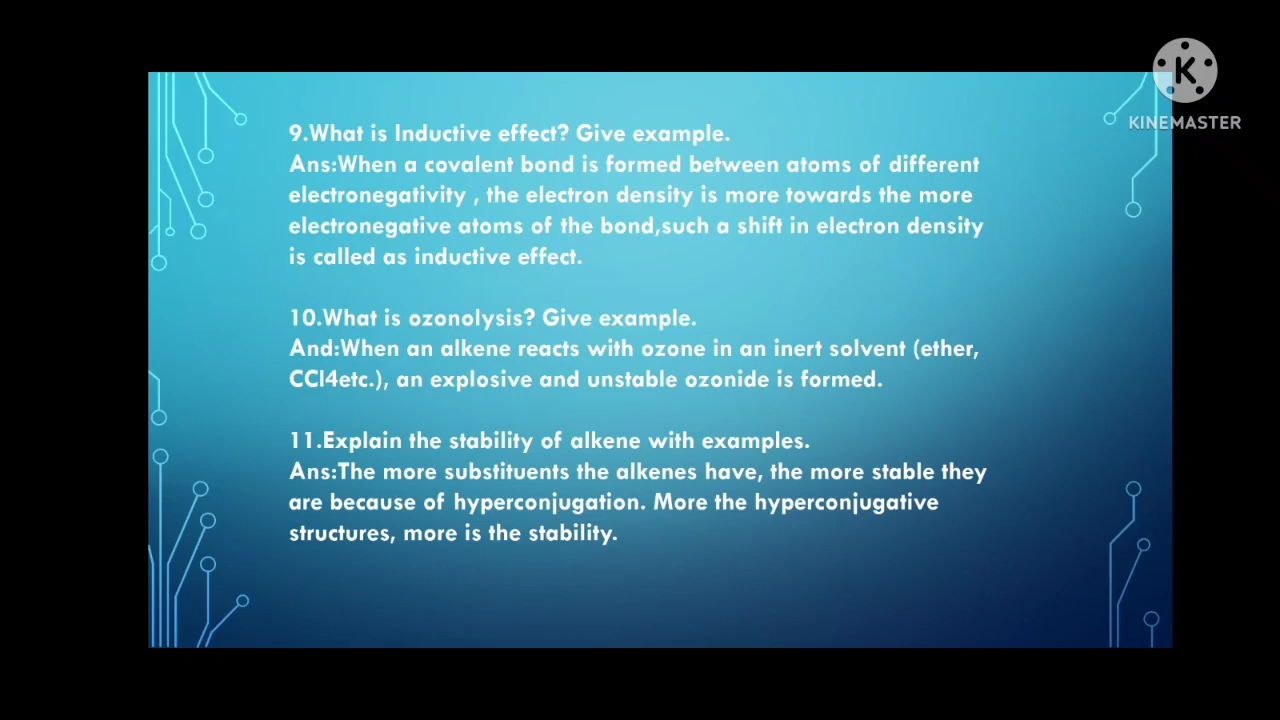 KINEMASTER
9.What is Inductive effect? Give example.
Ans:When a covalent bond is formed between atoms of different
electronegativity , the electron density is more towards the more
electronegative atoms of the bond,such a shift in electron density
is called as inductive effect.
10.What is ozonolysis? Give example.
And:When an alkene reacts with ozone in an inert solvent (ether,
CCl4etc.), an explosive and unstable ozonide is formed.
11.Explain the stability of alkene with examples.
Ans:The more substituents the alkenes have, the more stable they
are because of hyperconjugation. More the hyperconjugative
structures, more is the stability.